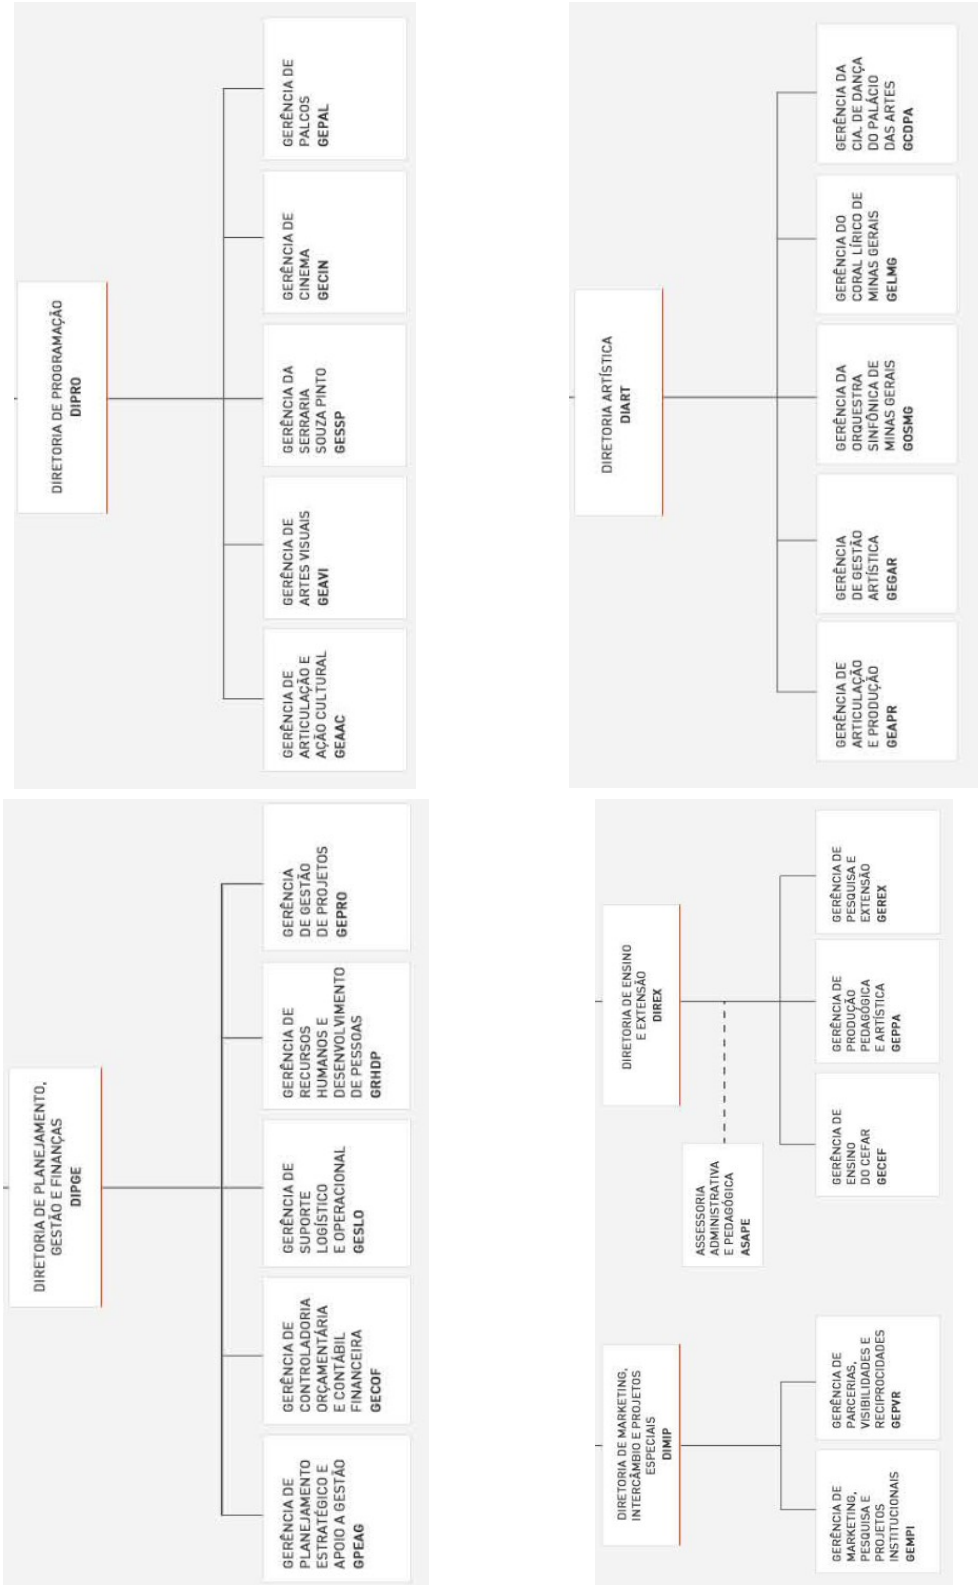 DIRETORIA DE PLANEJAMENTO,
GESTÃO E FINANÇAS
DIPGE
GERÊNCIA DE
PLANEJAMENTO
ESTRATÉGICO E
APOIO A GESTÃO
GPEAG
GERÊNCIA DE
CONTROLADORIA
ORÇAMENTÁRIA
E CONTÁBIL
FINANCEIRA
GECOF
GERÊNCIA DE
SUPORTE
LOGÍSTICO
E OPERACIONAL
GESLO
GERÊNCIA DE
RECURSOS
HUMANOS E
DESENVOLVIMENTO
DE PESSOAS
GRHDP
GERÊNCIA
DE GESTÃO
DE PROJETOS
GEPRO
DIRETORIA DE PROGRAMAÇÃO
DIPRO
GERÊNCIA DE
ARTICULAÇÃO E
AÇÃO CULTURAL
GEAAC
GERÊNCIA DE
ARTES VISUAIS
GEAVI
GERÊNCIA DA
SERRARIA
SOUZA PINTO
GESSP
GERÊNCIA DE
CINEMA
GECIN
GERÊNCIA DE
PALCOS
GEPAL
DIRETORIA DE MARKETING,
INTERCÂMBIO E PROJETOS
ESPECIAIS
DIMIP
GERÊNCIA DE
MARKETING,
PESQUISA E
PROJETOS
INSTITUCIONAIS
GEMPI
GERÊNCIA DE
PARCERIAS,
VISIBILIDADES E
RECIPROCIDADES
GEPVR
DIRETORIA DE ENSINO
E EXTENSÃO
DIREX
ASSESSORIA
ADMINISTRATIVA
E PEDAGÓGICA
ASAPE
GERÊNCIA DE
ENSINO
DO CEFAR
GECEF
GERÊNCIA DE
PRODUÇÃO
PEDAGÓGICA
E ARTÍSTICA
GEPPA
GERÊNCIA DE
PESQUISA E
EXTENSÃO
GEREX
DIRETORIA ARTÍSTICA
DIART
GERÊNCIA DE
ARTICULAÇÃO
E PRODUÇÃO
GEAPR
GERÊNCIA
DE GESTÃO
ARTÍSTICA
GEGAR
GERÊNCIA DA
ORQUESTRA
SINFÔNICA DE
MINAS GERAIS
GOSMG
GERÊNCIA DO
CORAL LÍRICO DE
MINAS GERAIS
GELMG
GERÊNCIA DA
CIA. DE DANÇA
DO PALÁCIO
DAS ARTES
GCDPA